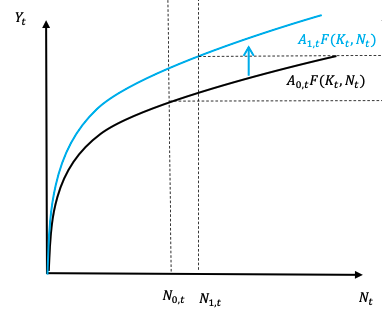 Y_t
A_{1,t}F(K_t, N_t)
A_{0,t}F(K_t, N_t)
N_{0,t} N_{1,t} N_t